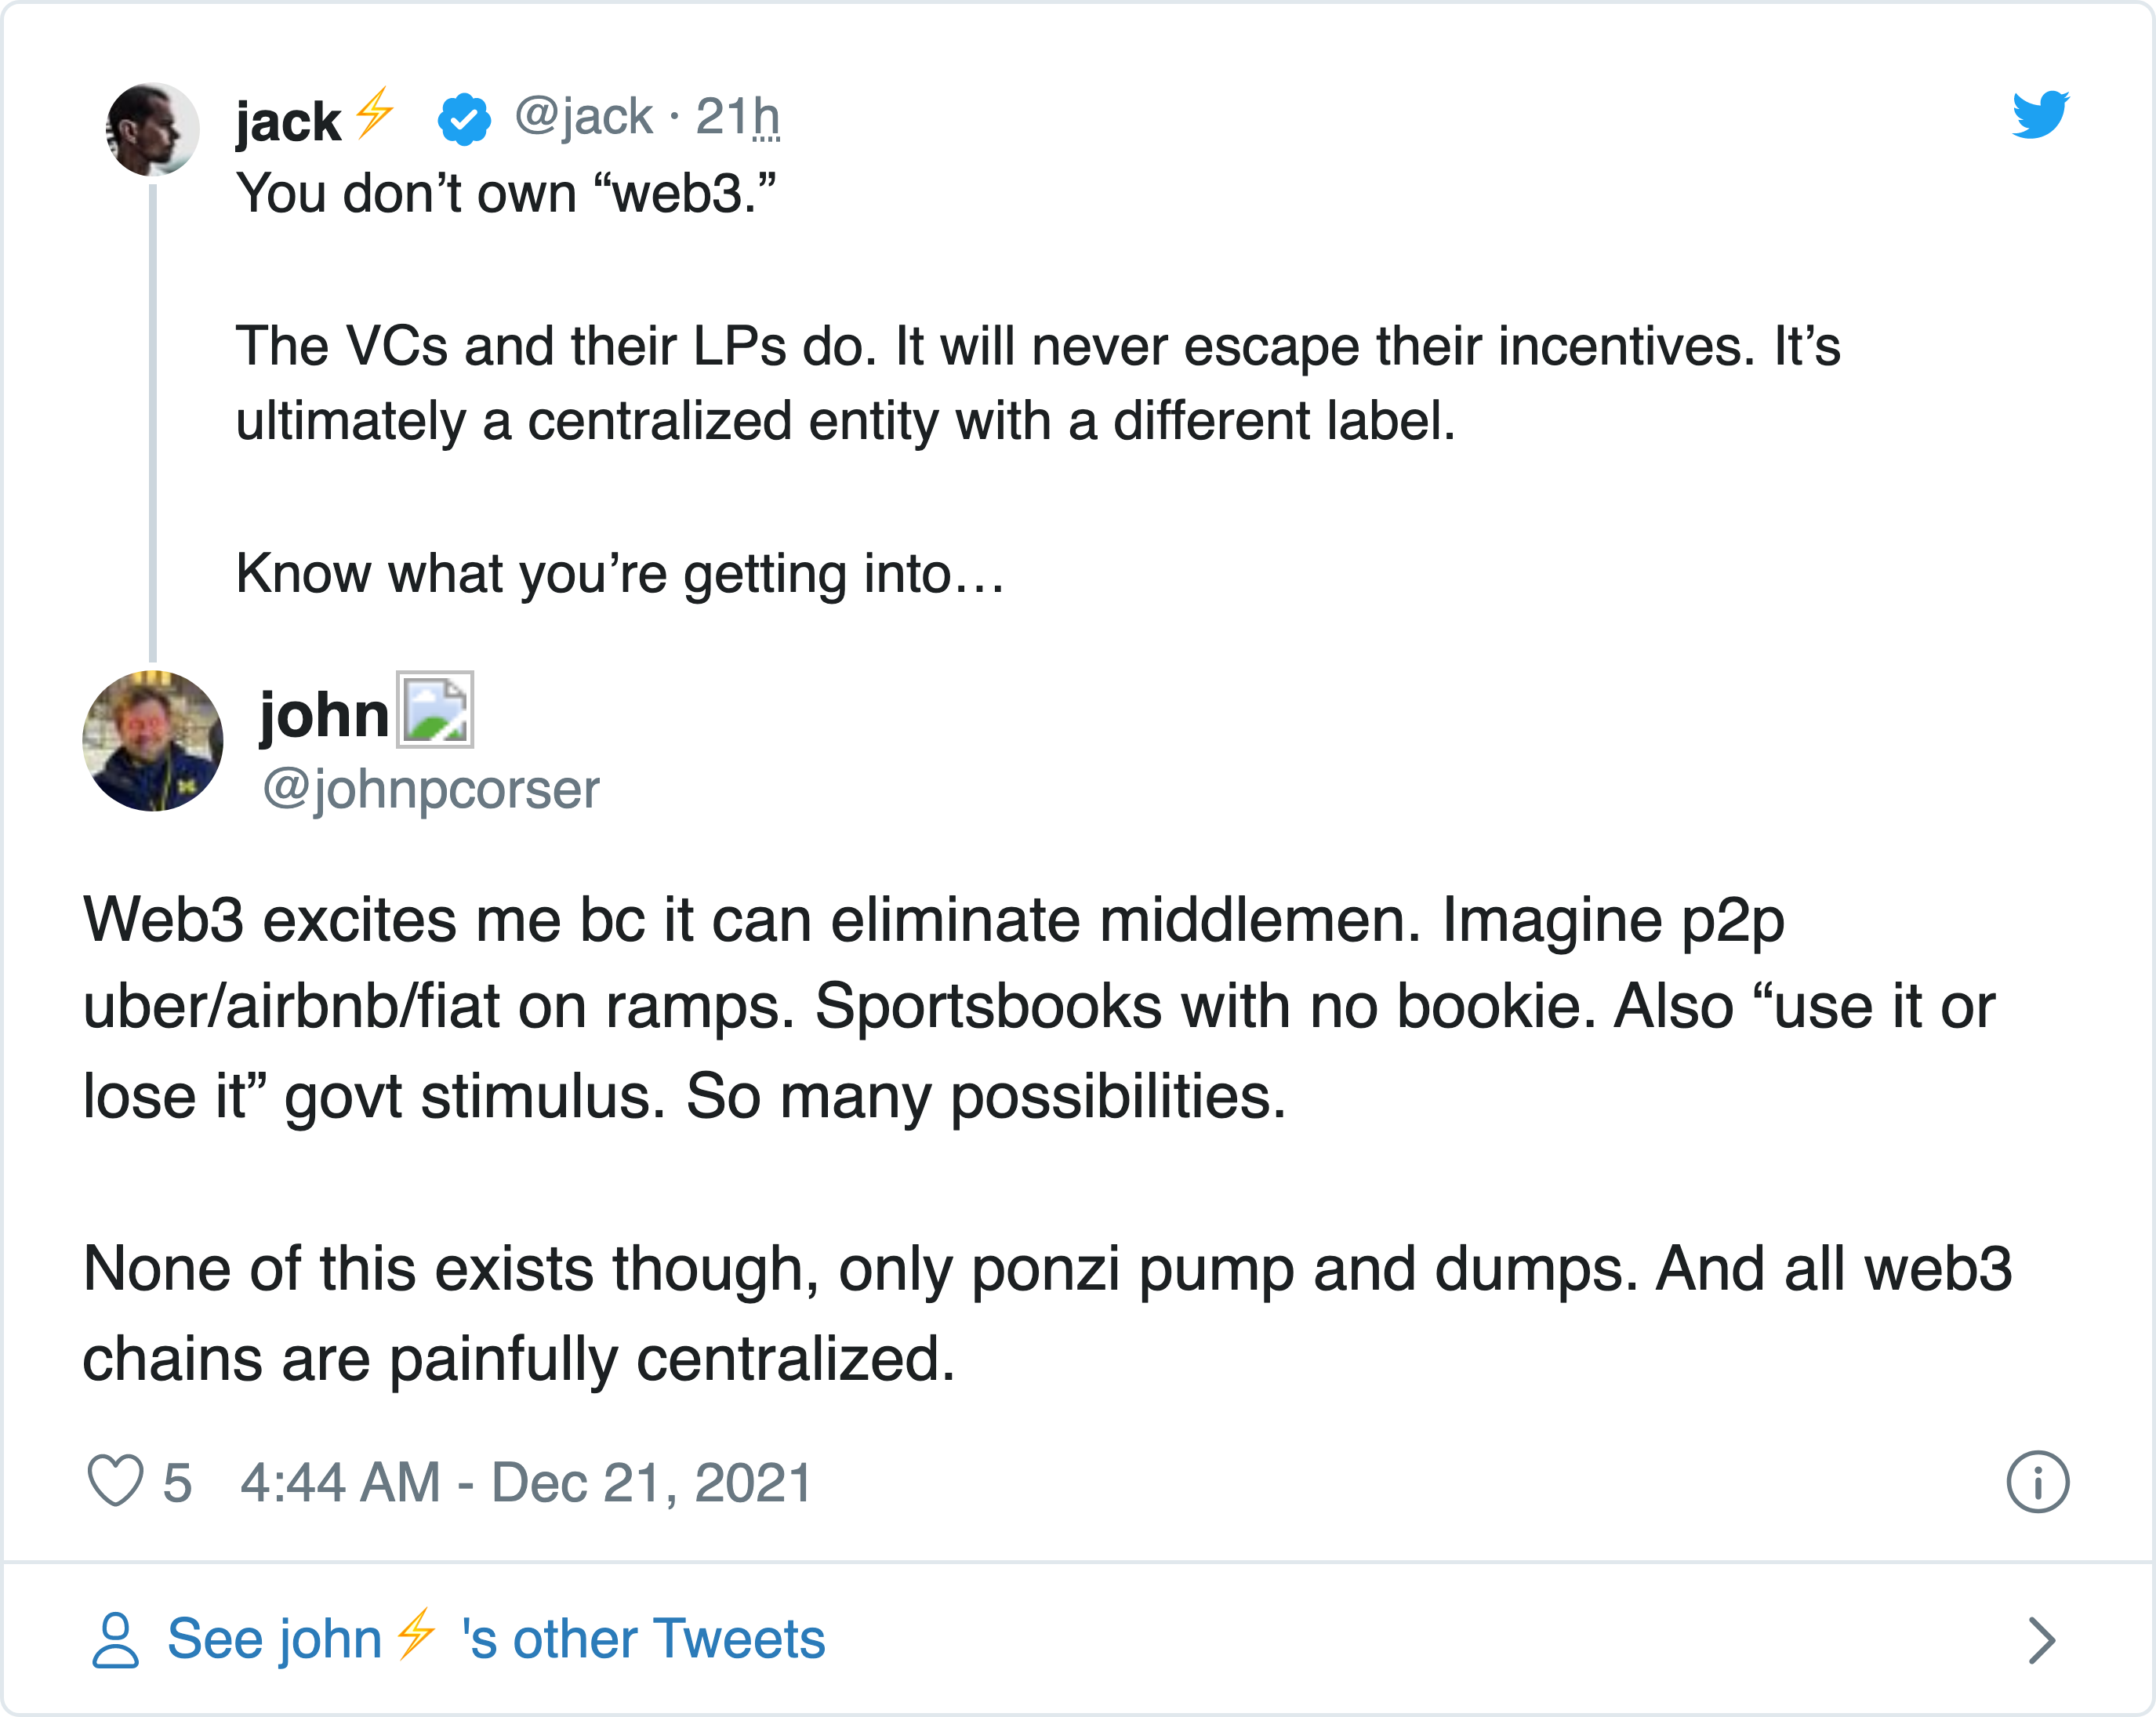 jack⚡ @jack · 21h
You don’t own “web3.”
The VCs and their LPs do. It will never escape their incentives. It’s
ultimately a centralized entity with a different label.
Know what you’re getting into…
john
@johnpcorser
Web3 excites me bc it can eliminate middlemen. Imagine p2p
uber/airbnb/fiat on ramps. Sportsbooks with no bookie. Also “use it or
lose it” govt stimulus. So many possibilities.
None of this exists though, only ponzi pump and dumps. And all web3
chains are painfully centralized.
5 4:44 AM - Dec 21, 2021
See john⚡ 's other Tweets